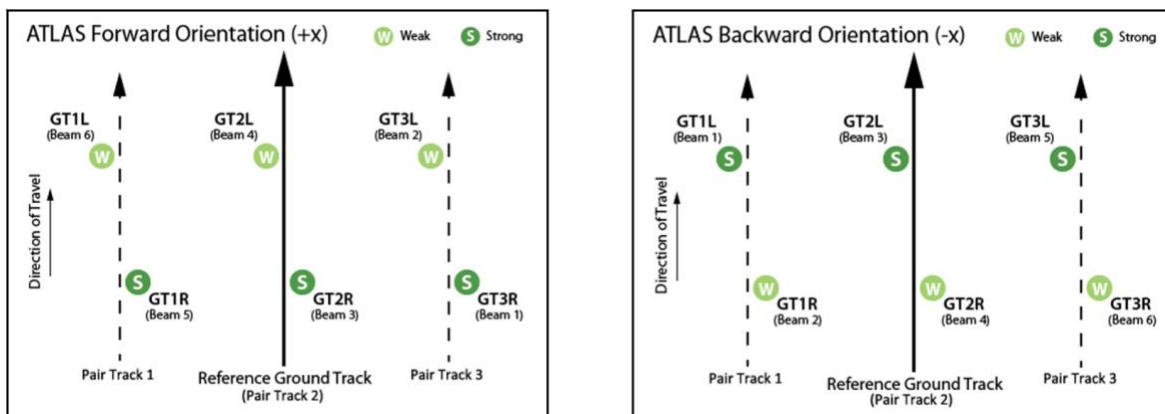 ATLAS Forward Orientation (+x)
W Weak
S Strong
GT1L
(Beam 6)
W
GT2L
(Beam 4)
W
GT3L
(Beam 2)
W
Direction of Travel
S
GT1R
(Beam 5)
S
GT2R
(Beam 3)
S
GT3R
(Beam 1)
Pair Track 1
Reference Ground Track
(Pair Track 2)
Pair Track 3
ATLAS Backward Orientation (-x)
W Weak
S Strong
GT1L
(Beam 1)
S
GT2L
(Beam 3)
S
GT3L
(Beam 5)
S
Direction of Travel
W
GT1R
(Beam 2)
W
GT2R
(Beam 4)
W
GT3R
(Beam 6)
Pair Track 1
Reference Ground Track
(Pair Track 2)
Pair Track 3